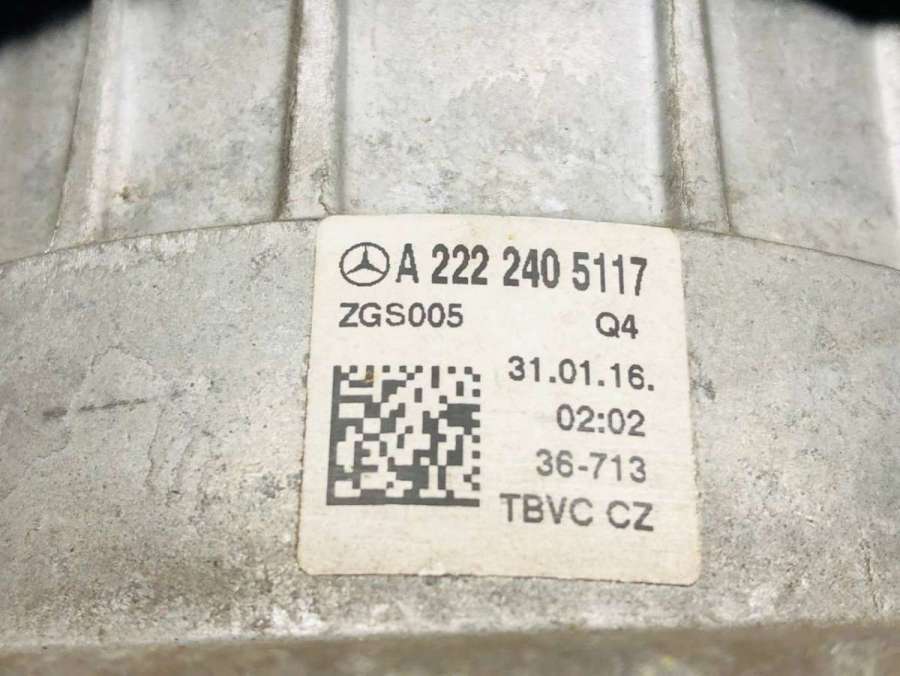 A 222 240 5117
ZGS005 Q4
31.01.16.
02:02
36-713
TBVC CZ